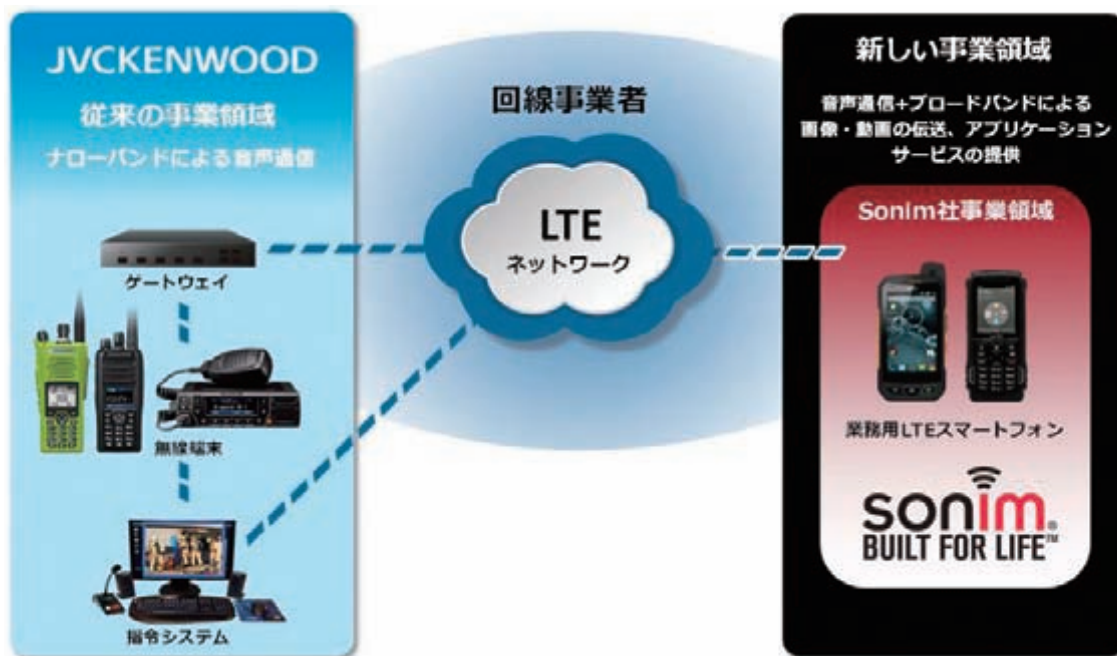 JVCKENWOOD
従来の事業領域
ナローバンドによる音声通信
ゲートウェイ
無線端末
指令システム
回線事業者
LTE
ネットワーク
新しい事業領域
音声通信+ブロードバンドによる
画像・動画の伝送、アプリケーション
サービスの提供
Sonim社事業領域
業務用LTEスマートフォン
sonim®
BUILT FOR LIFE™